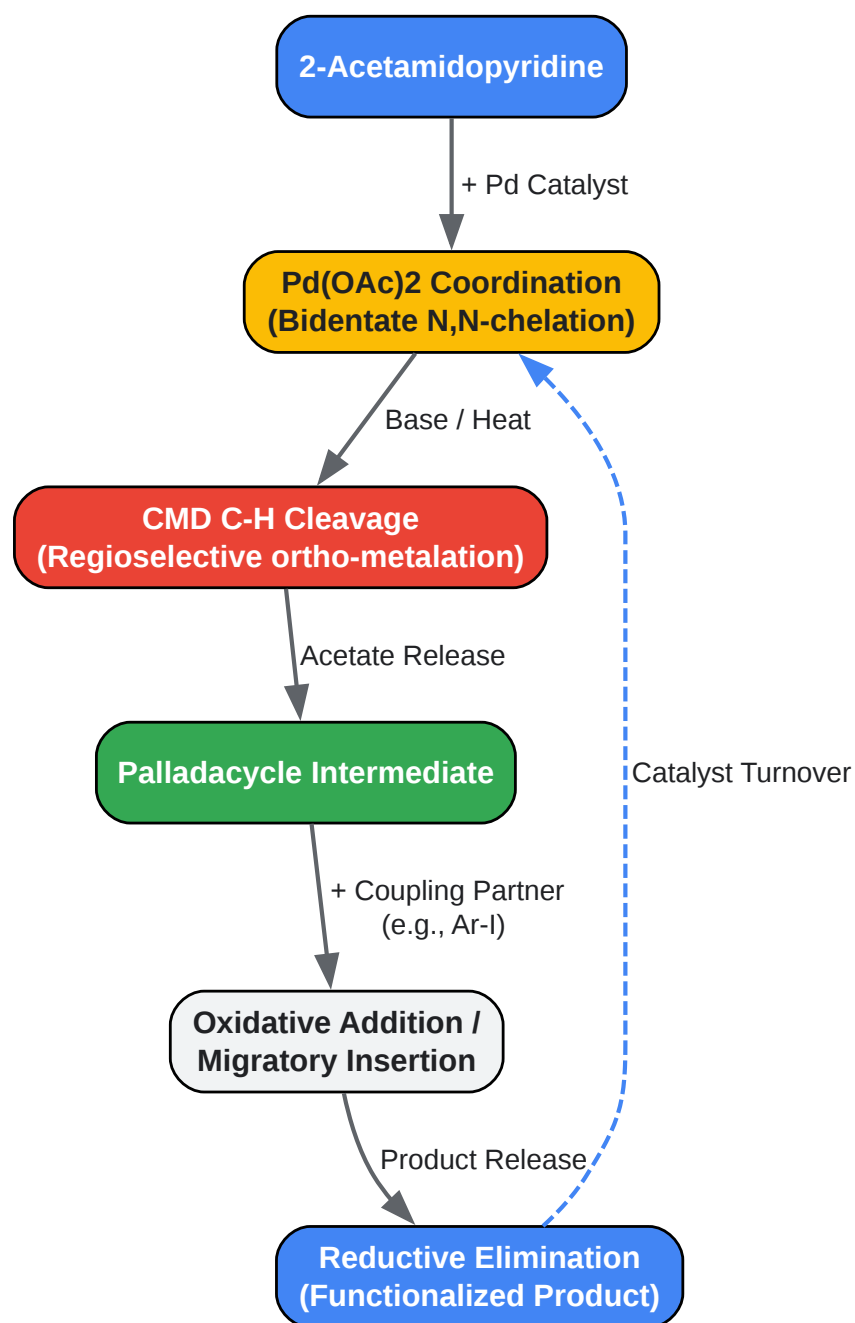 2-Acetamidopyridine
+ Pd Catalyst
Pd(OAc)2 Coordination
(Bidentate N,N-chelation)
Base / Heat
CMD C-H Cleavage
(Regioselective ortho-metalation)
Acetate Release
Palladacycle Intermediate
Catalyst Turnover
+ Coupling Partner
(e.g., Ar-I)
Oxidative Addition /
Migratory Insertion
Product Release
Reductive Elimination
(Functionalized Product)